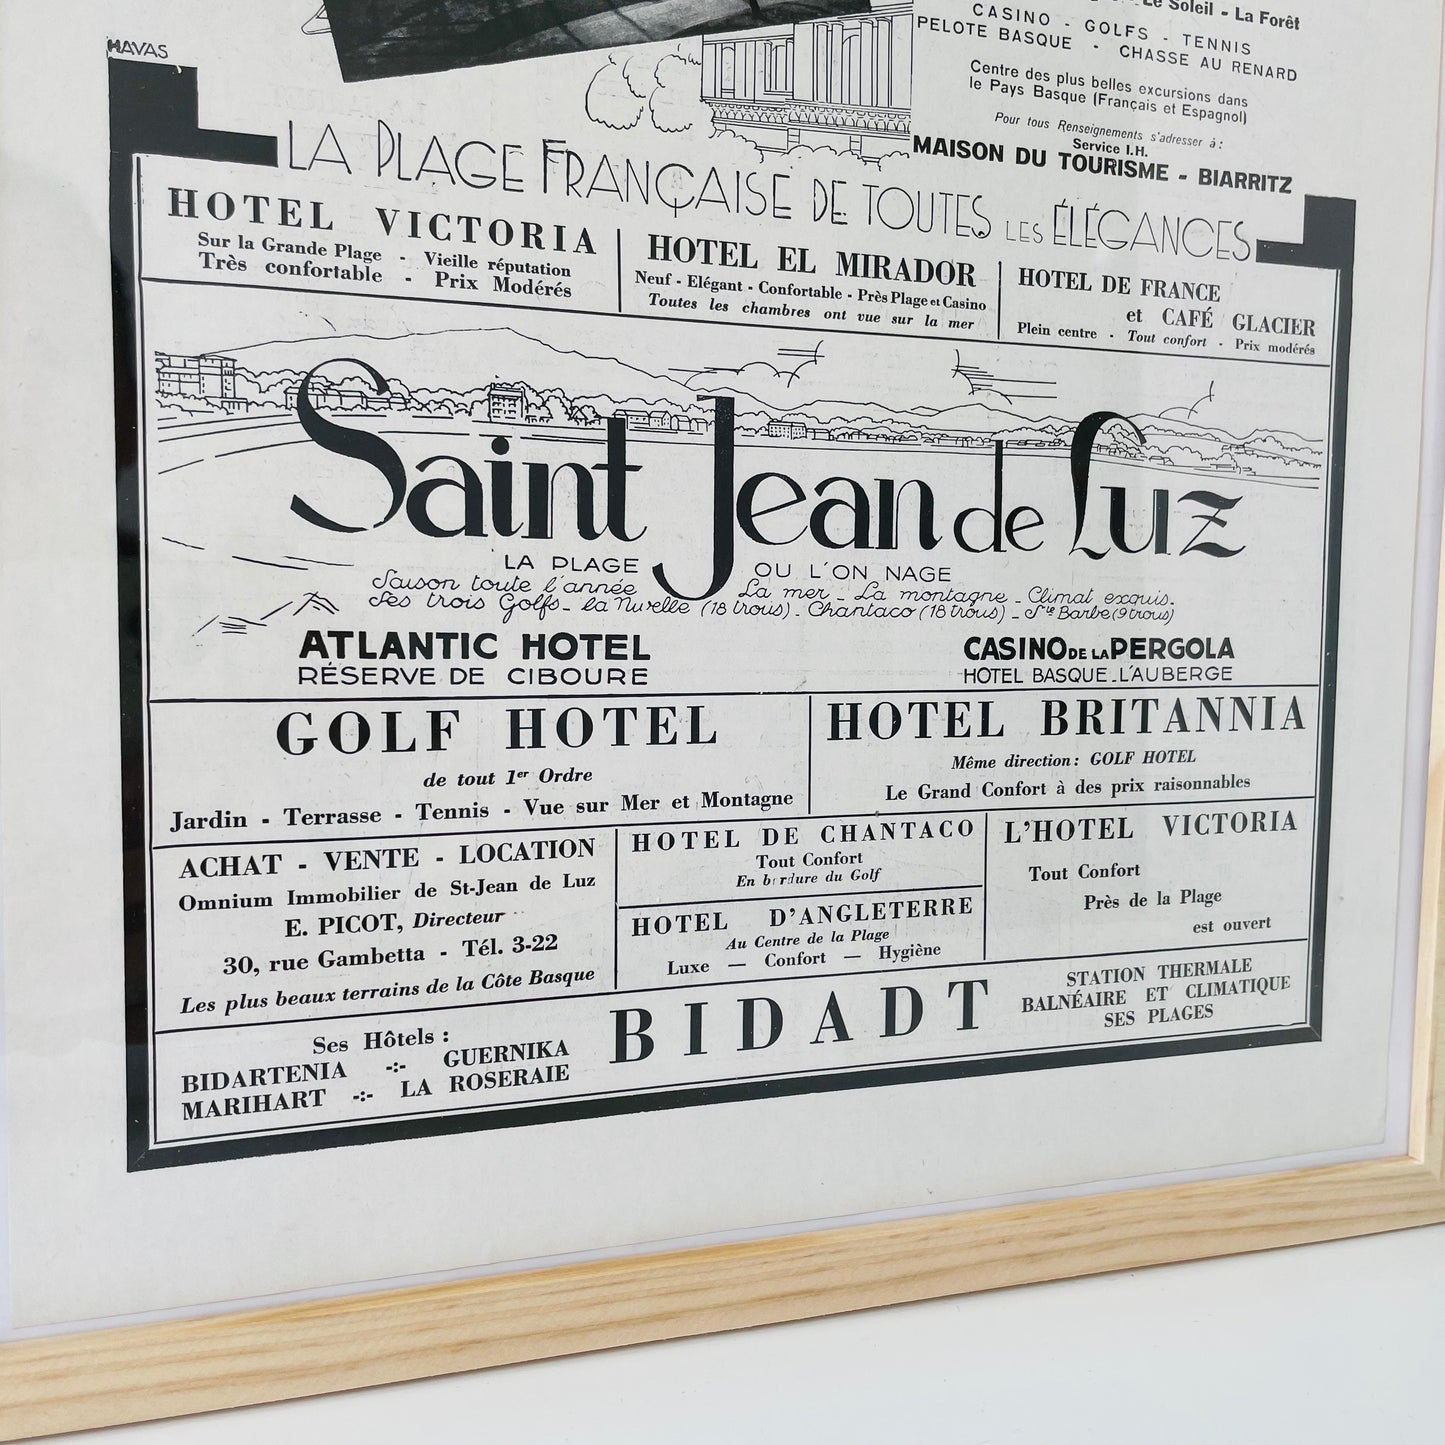 Le Soleil - La Forêt
CASINO - GOLFS - TENNIS
PELOTE BASQUE - CHASSE AU RENARD
Centre des plus belles excursions dans
le Pays Basque (Français et Espagnol)
Pour tous Renseignements s'adresser à :
Service I.H.
MAISON DU TOURISME - BIARRITZ
HAVAS
LA PLAGE FRANÇAISE DE TOUTES LES ÉLÉGANCES
HOTEL VICTORIA
Sur la Grande Plage - Vieille réputation
Très confortable - Prix Modérés
HOTEL EL MIRADOR
Neuf - Elégant - Confortable - Près Plage et Casino
Toutes les chambres ont vue sur la mer
HOTEL DE FRANCE
et CAFÉ GLACIER
Plein centre - Tout confort - Prix modérés
Saint Jean de Luz
LA PLAGE OU L'ON NAGE
Saison toute l'année La mer - La montagne - Climat exquis.
Ses trois Golfs - la Nivelle (18 trous) - Chantaco (18 trous) - Ste Barbe (9 trous)
ATLANTIC HOTEL
RÉSERVE DE CIBOURE
CASINO DE LA PERGOLA
HOTEL BASQUE - L'AUBERGE
GOLF HOTEL
de tout 1er Ordre
Jardin - Terrasse - Tennis - Vue sur Mer et Montagne
HOTEL BRITANNIA
Même direction : GOLF HOTEL
Le Grand Confort à des prix raisonnables
ACHAT - VENTE - LOCATION
Omnium Immobilier de St-Jean de Luz
E. PICOT, Directeur
30, rue Gambetta - Tél. 3-22
Les plus beaux terrains de la Côte Basque
HOTEL DE CHANTACO
Tout Confort
En bordure du Golf
HOTEL D'ANGLETERRE
Au Centre de la Plage
Luxe — Confort — Hygiène
L'HOTEL VICTORIA
Tout Confort
Près de la Plage
est ouvert
Ses Hôtels :
BIDARTENIA -:- GUERNIKA
MARIHART -:- LA ROSERAIE
BIDADT
STATION THERMALE
BALNÉAIRE ET CLIMATIQUE
SES PLAGES